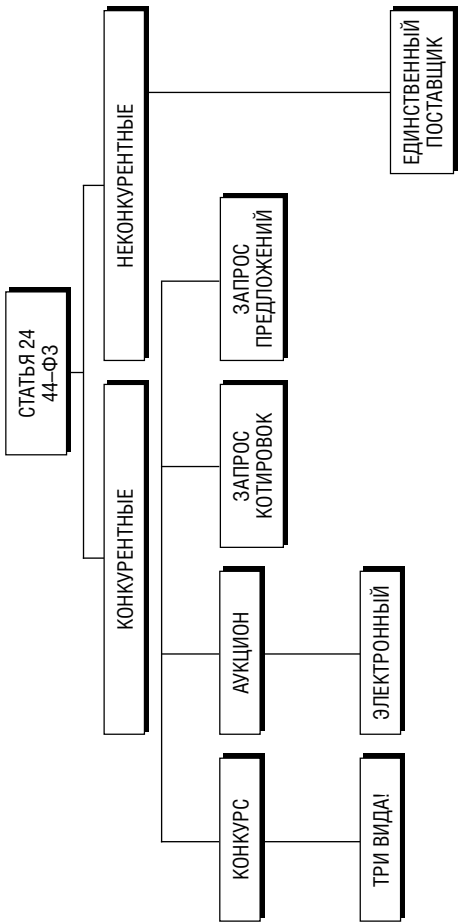 СТАТЬЯ 24
44–ФЗ
КОНКУРЕНТНЫЕ
НЕКОНКУРЕНТНЫЕ
КОНКУРС
АУКЦИОН
ЗАПРОС
КОТИРОВОК
ЗАПРОС
ПРЕДЛОЖЕНИЙ
ТРИ ВИДА!
ЭЛЕКТРОННЫЙ
ЕДИНСТВЕННЫЙ
ПОСТАВЩИК